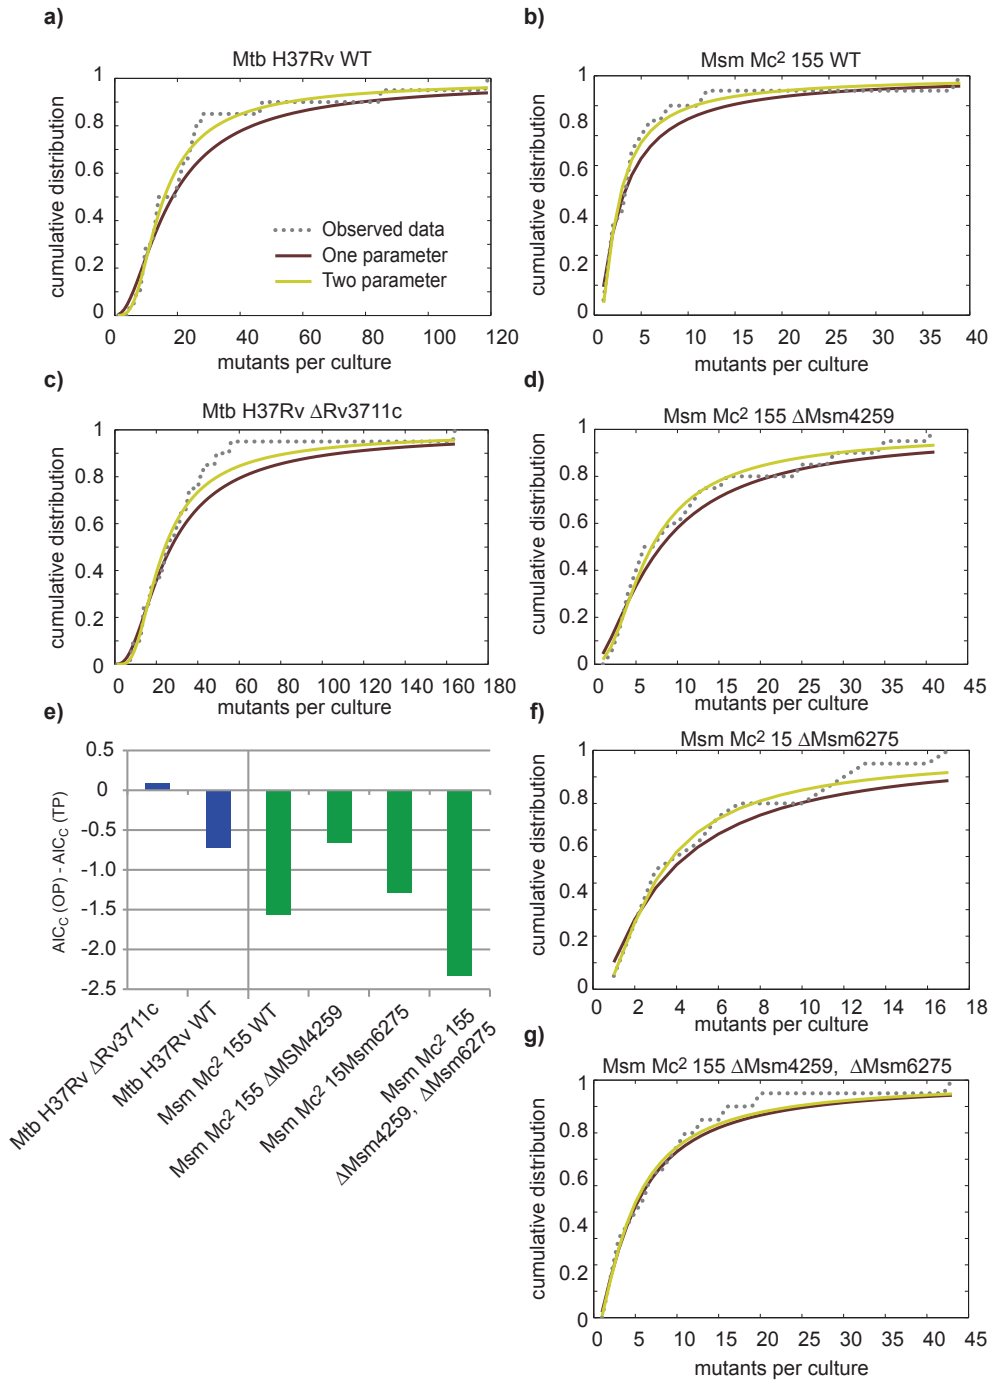 a)
Mtb H37Rv WT
cumulative distribution
1
0.8
0.6
0.4
0.2
0
0 20 40 60 80 100 120
mutants per culture
Observed data
One parameter
Two parameter
b)
Msm Mc2 155 WT
cumulative distribution
1
0.8
0.6
0.4
0.2
0
0 5 10 15 20 25 30 35 40
mutants per culture
c)
Mtb H37Rv ΔRv3711c
cumulative distribution
1
0.8
0.6
0.4
0.2
0
0 20 40 60 80 100 120 140 160 180
mutants per culture
d)
Msm Mc2 155 ΔMsm4259
cumulative distribution
1
0.8
0.6
0.4
0.2
0
0 5 10 15 20 25 30 35 40 45
mutants per culture
e)
AICC (OP) - AICC (TP)
0.5
0
-0.5
-1.0
-1.5
-2.0
-2.5
Mtb H37Rv ΔRv3711c
Mtb H37Rv WT
Msm Mc2 155 WT
Msm Mc2 155 ΔMSM4259
Msm Mc2 15Msm6275
Msm Mc2 155
ΔMsm4259, ΔMsm6275
f)
Msm Mc2 15 ΔMsm6275
cumulative distribution
1
0.8
0.6
0.4
0.2
0
0 2 4 6 8 10 12 14 16 18
mutants per culture
g)
Msm Mc2 155 ΔMsm4259, ΔMsm6275
cumulative distribution
1
0.8
0.6
0.4
0.2
0
0 5 10 15 20 25 30 35 40 45
mutants per culture